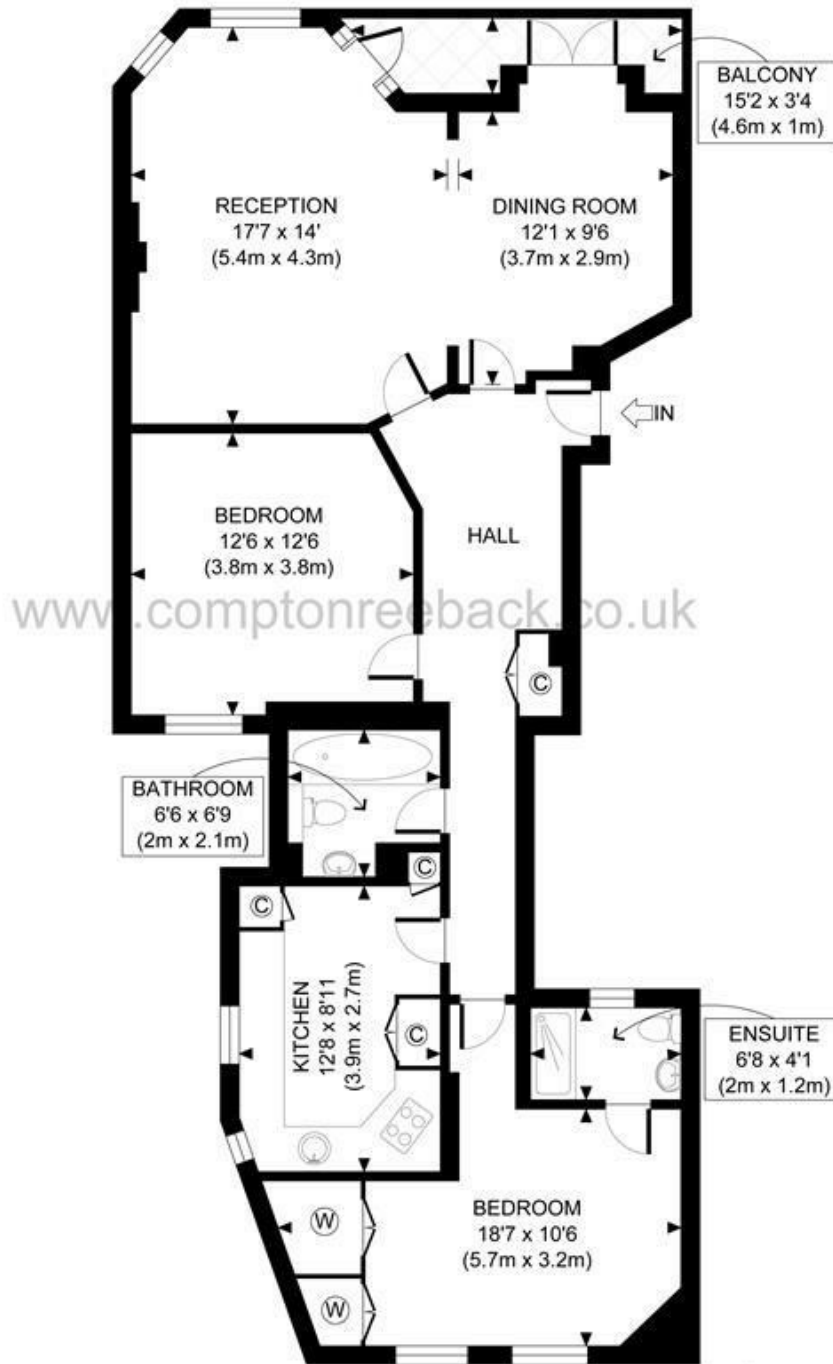 BALCONY
15'2 x 3'4
(4.6m x 1m)
RECEPTION
17'7 x 14'
(5.4m x 4.3m)
DINING ROOM
12'1 x 9'6
(3.7m x 2.9m)
IN
BEDROOM
12'6 x 12'6
(3.8m x 3.8m)
HALL
www.comptonreeback.co.uk
C
BATHROOM
6'6 x 6'9
(2m x 2.1m)
C
C
KITCHEN
12'8 x 8'11
(3.9m x 2.7m)
C
ENSUITE
6'8 x 4'1
(2m x 1.2m)
BEDROOM
18'7 x 10'6
(5.7m x 3.2m)
W
W